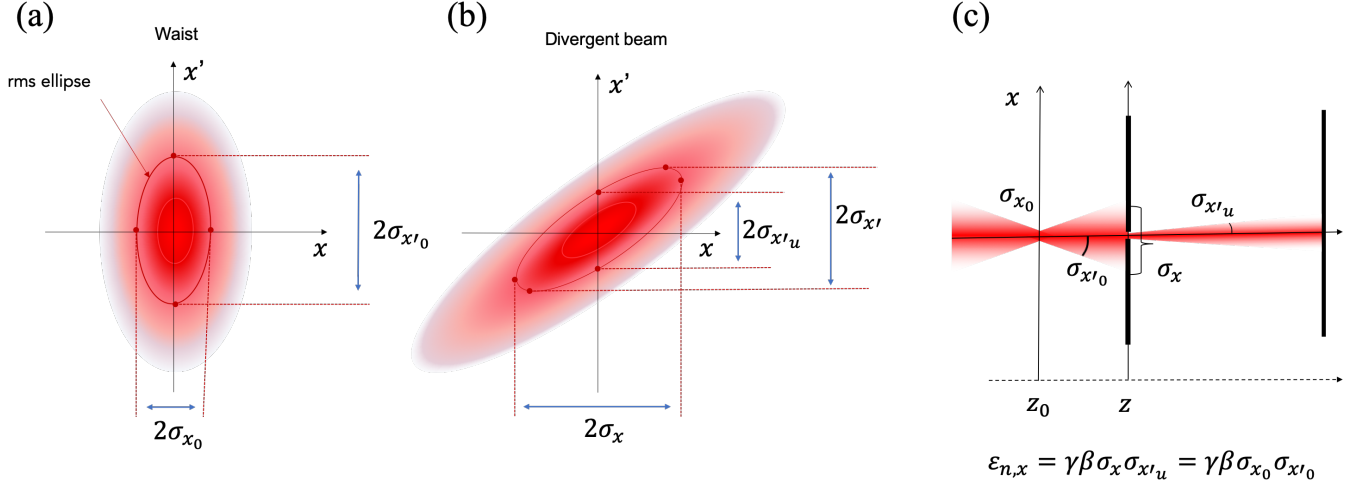 (a)
Waist
x’
rms ellipse
x
2σₓ′₀
2σₓ₀
(b)
Divergent beam
x’
x
2σₓ′ᵤ
2σₓ′
2σₓ
(c)
x
σₓ₀
σₓ′₀
σₓ′ᵤ
σₓ
z₀
z
εₙ,ₓ = γβσₓσₓ′ᵤ = γβσₓ₀σₓ′₀